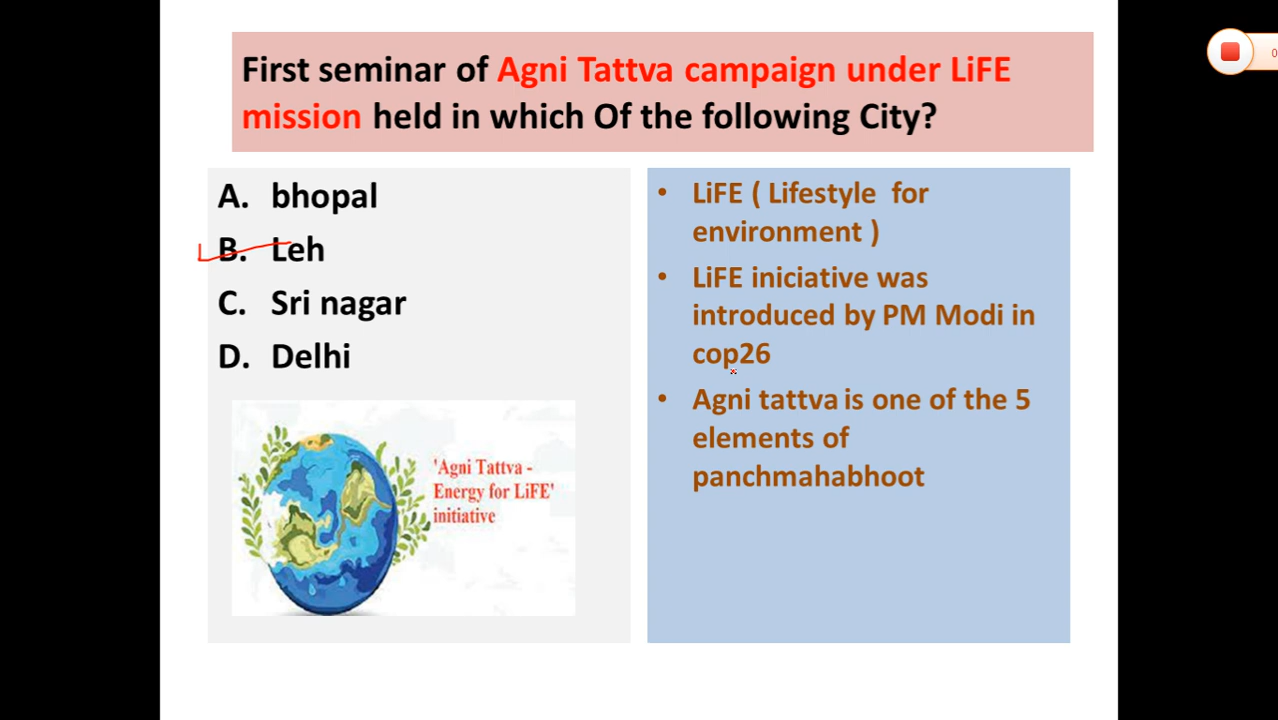 First seminar of Agni Tattva campaign under LiFE
mission held in which Of the following City?
A. bhopal
B. Leh
C. Sri nagar
D. Delhi
'Agni Tattva -
Energy for LiFE'
initiative
• LiFE ( Lifestyle for
environment )
• LiFE iniciative was
introduced by PM Modi in
cop26
• Agni tattva is one of the 5
elements of
panchmahabhoot